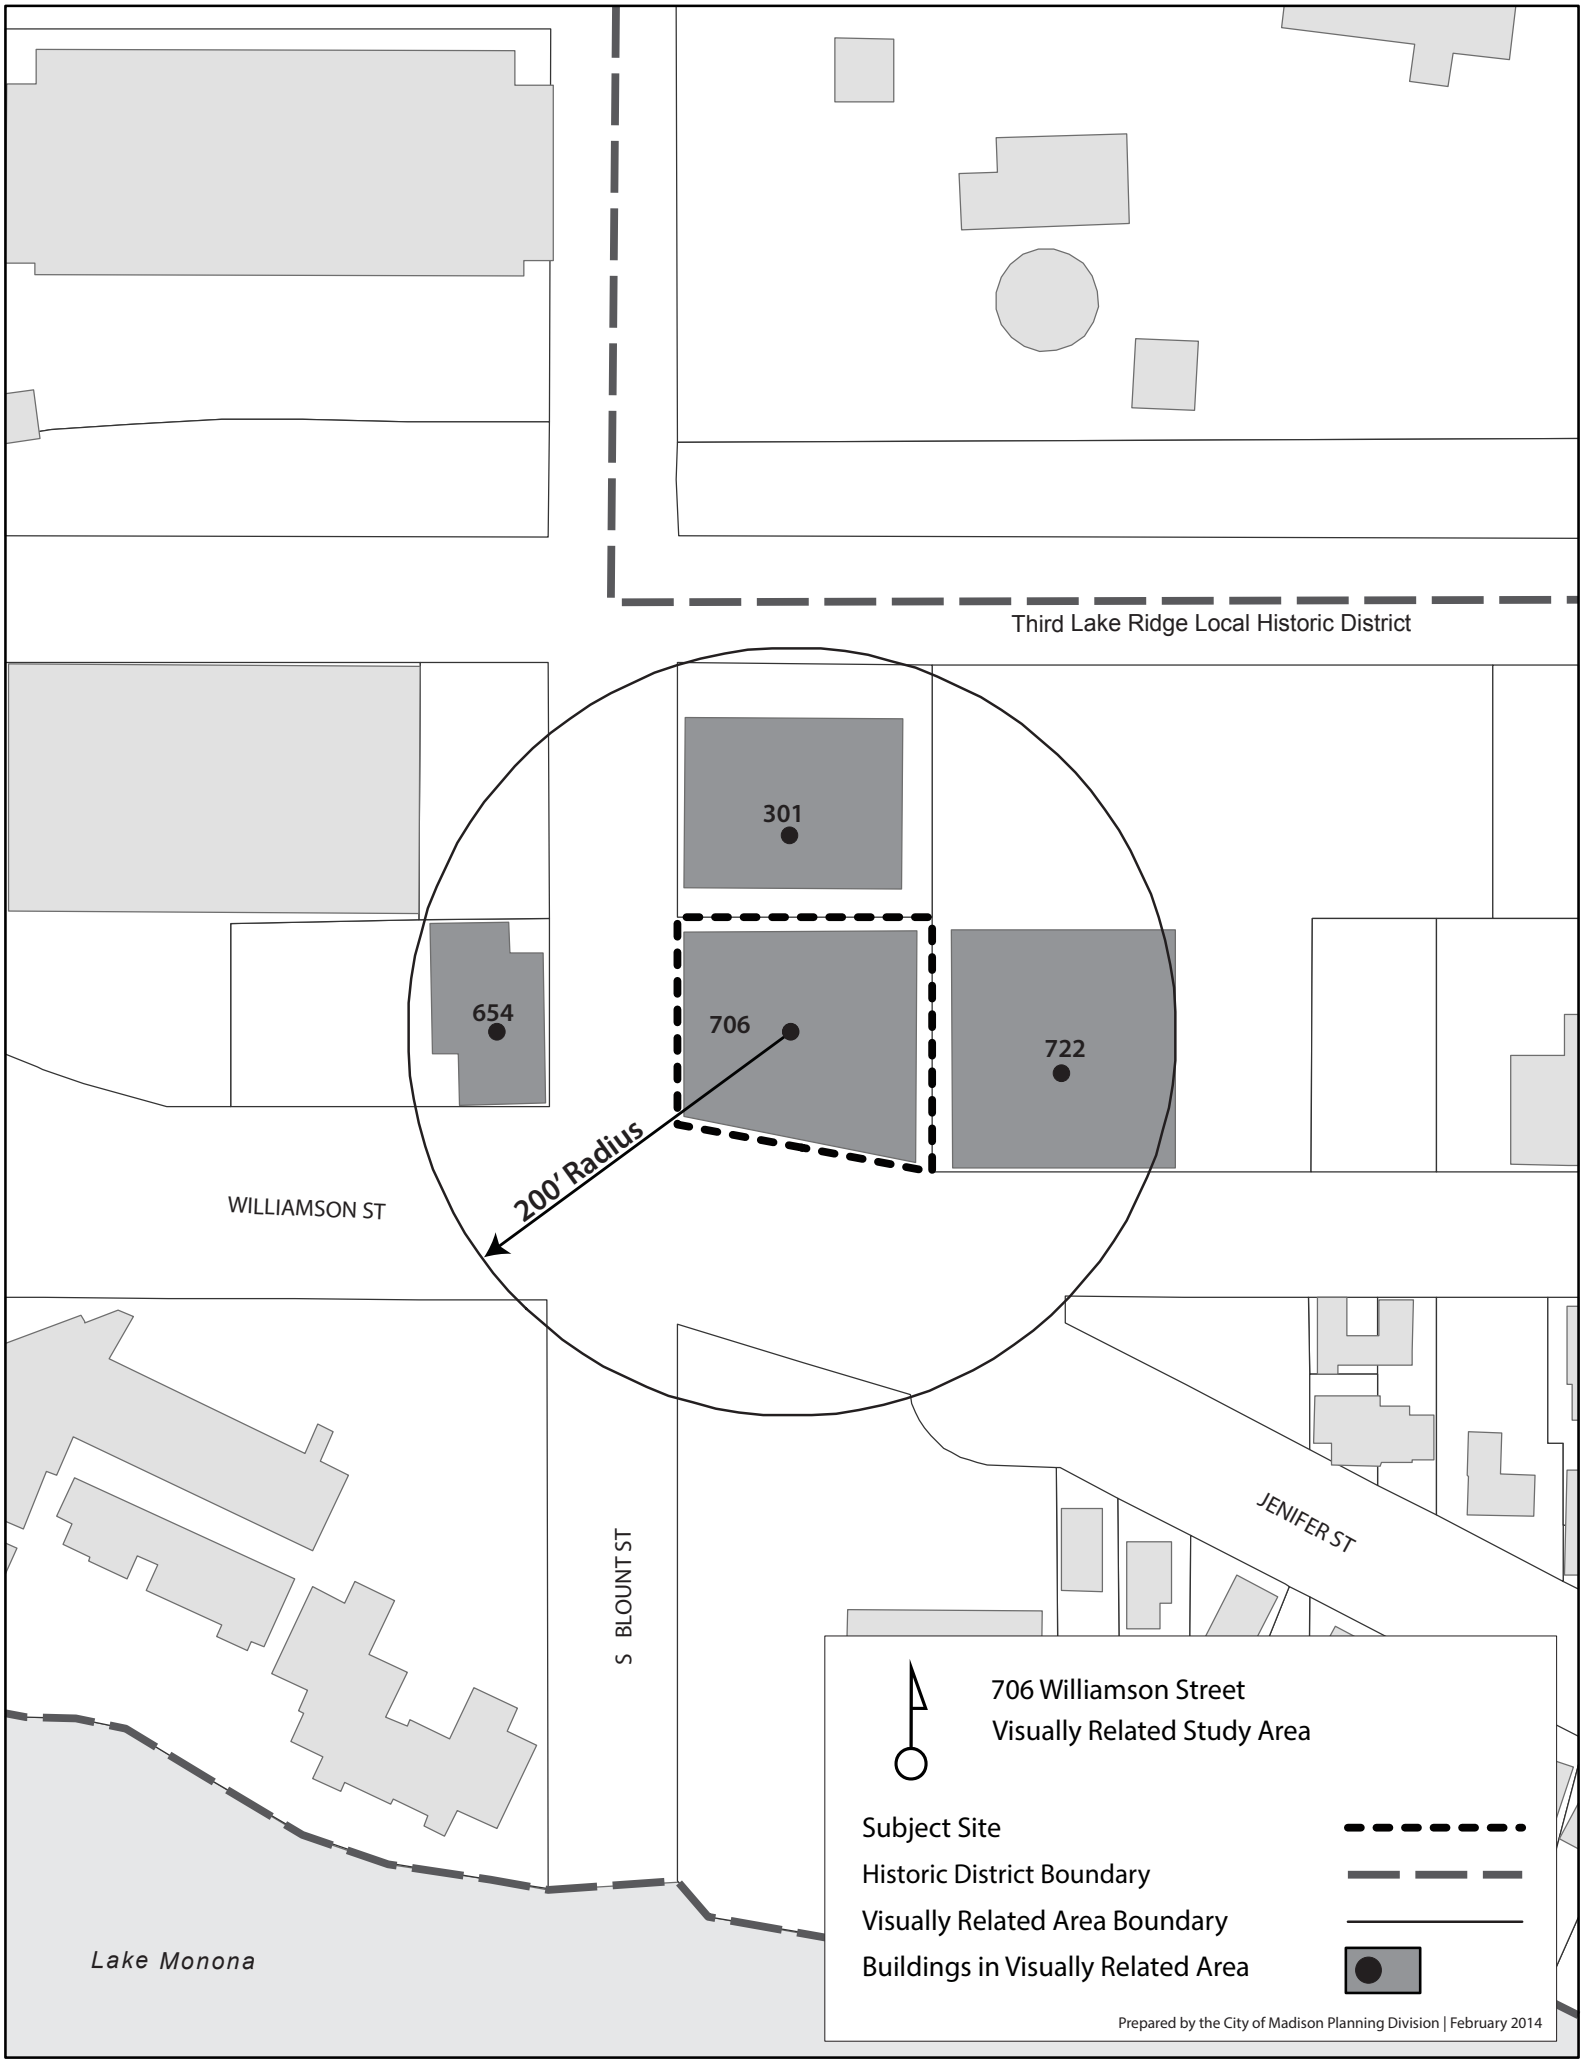 Third Lake Ridge Local Historic District
301
654
706
722
200' Radius
WILLIAMSON ST
JENIFER ST
S BLOUNT ST
706 Williamson Street
Visually Related Study Area
Subject Site
Historic District Boundary
Visually Related Area Boundary
Buildings in Visually Related Area
Lake Monona
Prepared by the City of Madison Planning Division | February 2014